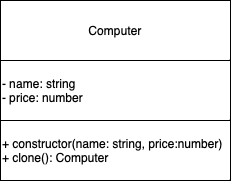 Computer
- name: string
- price: number
+ constructor(name: string, price:number)
+ clone(): Computer